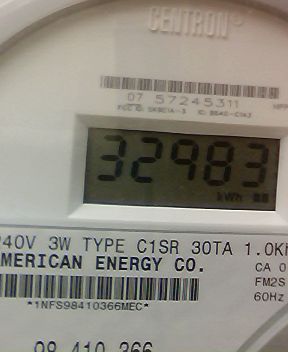 CENTRON®
07 57245311
32983
kWh
240V 3W TYPE C1SR 30TA 1.0K
AMERICAN ENERGY CO.
CA 0
FM2S
60Hz
*1NFS98410366MEC*
98 410 366